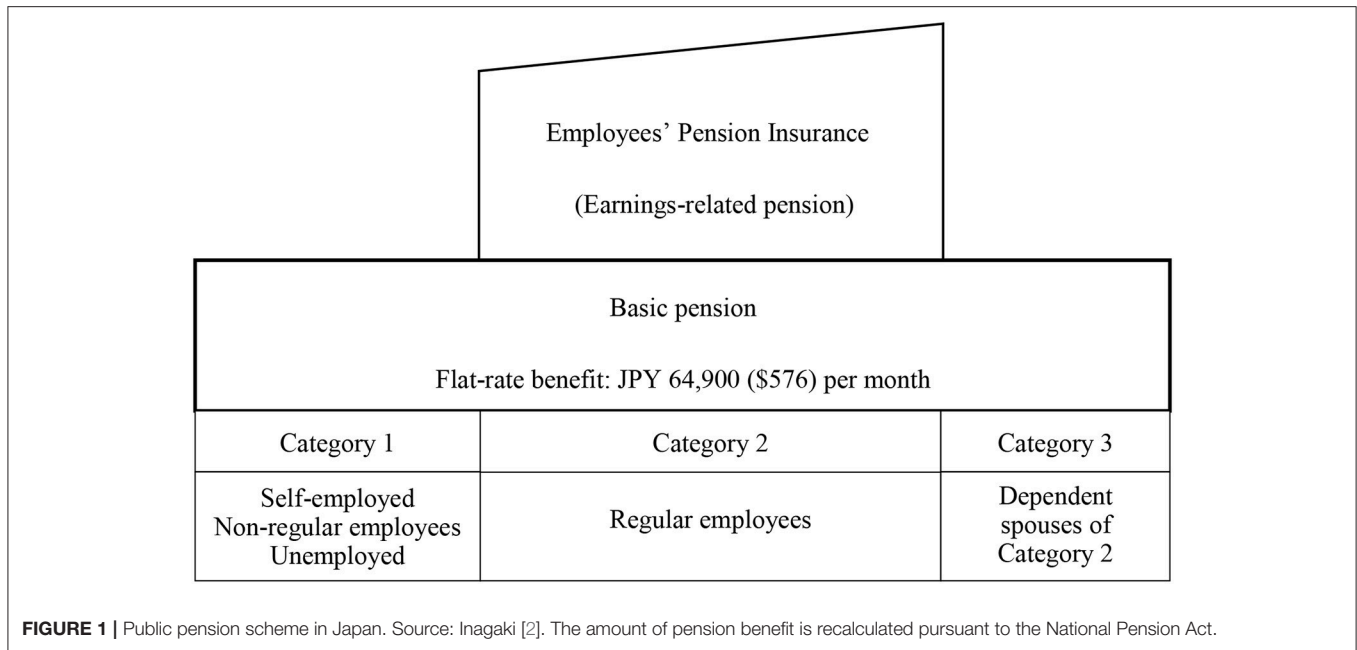 Employees’ Pension Insurance
(Earnings-related pension)
Basic pension
Flat-rate benefit: JPY 64,900 ($576) per month
Category 1
Category 2
Category 3
Self-employed
Non-regular employees
Unemployed
Regular employees
Dependent
spouses of
Category 2
FIGURE 1 | Public pension scheme in Japan. Source: Inagaki [2]. The amount of pension benefit is recalculated pursuant to the National Pension Act.